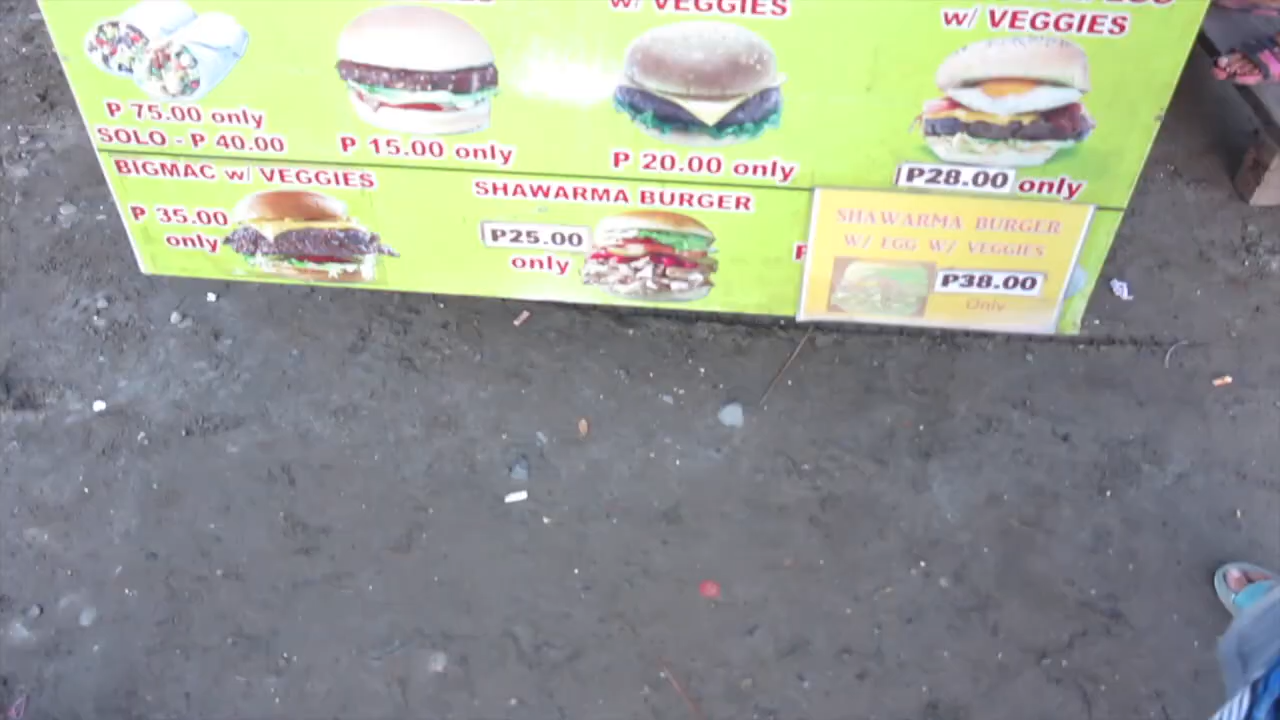 w/ VEGGIES
w/ VEGGIES
P 75.00 only
SOLO - P 40.00
P 15.00 only
P 20.00 only
P28.00 only
BIGMAC w/ VEGGIES
P 35.00
only
SHAWARMA BURGER
P25.00
only
SHAWARMA BURGER
W/ EGG W/ VEGGIES
P38.00
Only